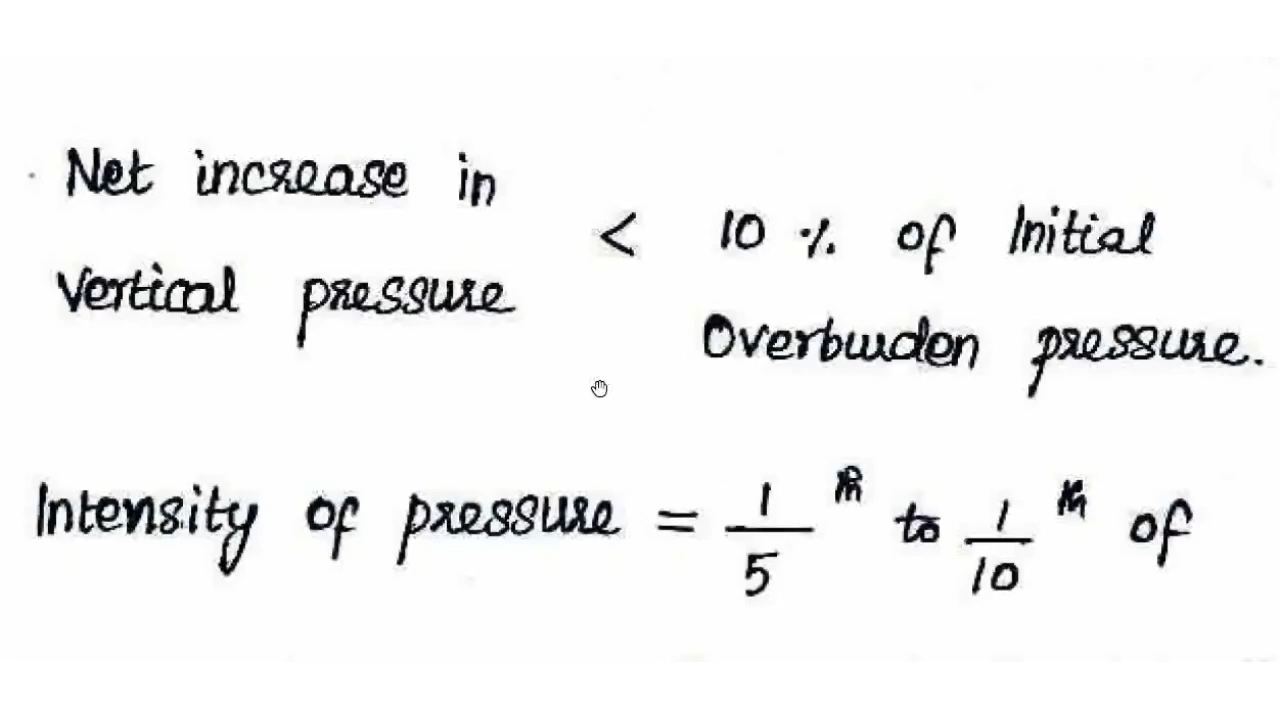 Net increase in
Vertical pressure
< 10 % of Initial
Overburden pressure.
Intensity of pressure = 1/5 th to 1/10 th of